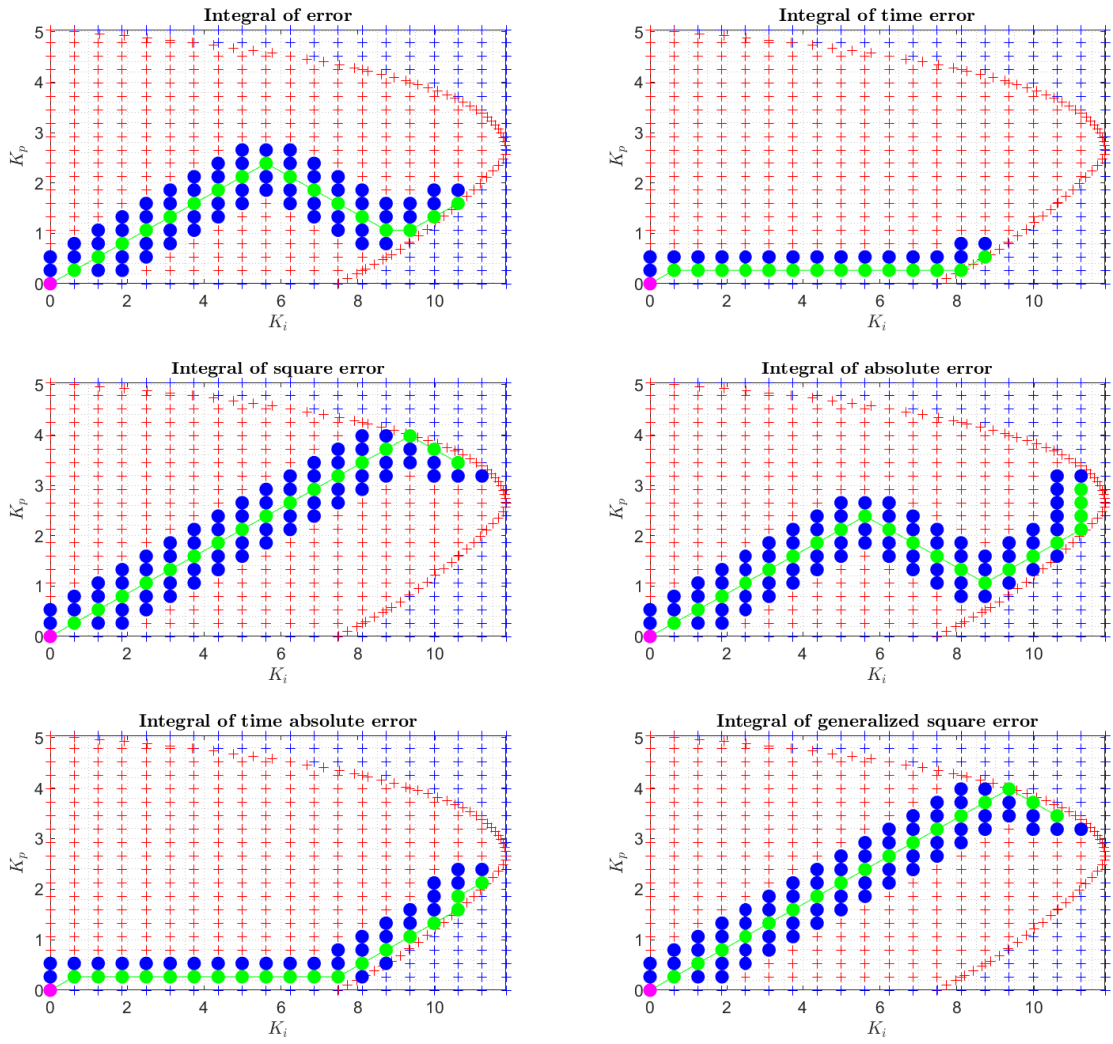 Integral of error
5
4
3
2
1
0
K_p
0 2 4 6 8 10
K_i
Integral of time error
5
4
3
2
1
0
K_p
0 2 4 6 8 10
K_i
Integral of square error
5
4
3
2
1
0
K_p
0 2 4 6 8 10
K_i
Integral of absolute error
5
4
3
2
1
0
K_p
0 2 4 6 8 10
K_i
Integral of time absolute error
5
4
3
2
1
0
K_p
0 2 4 6 8 10
K_i
Integral of generalized square error
5
4
3
2
1
0
K_p
0 2 4 6 8 10
K_i